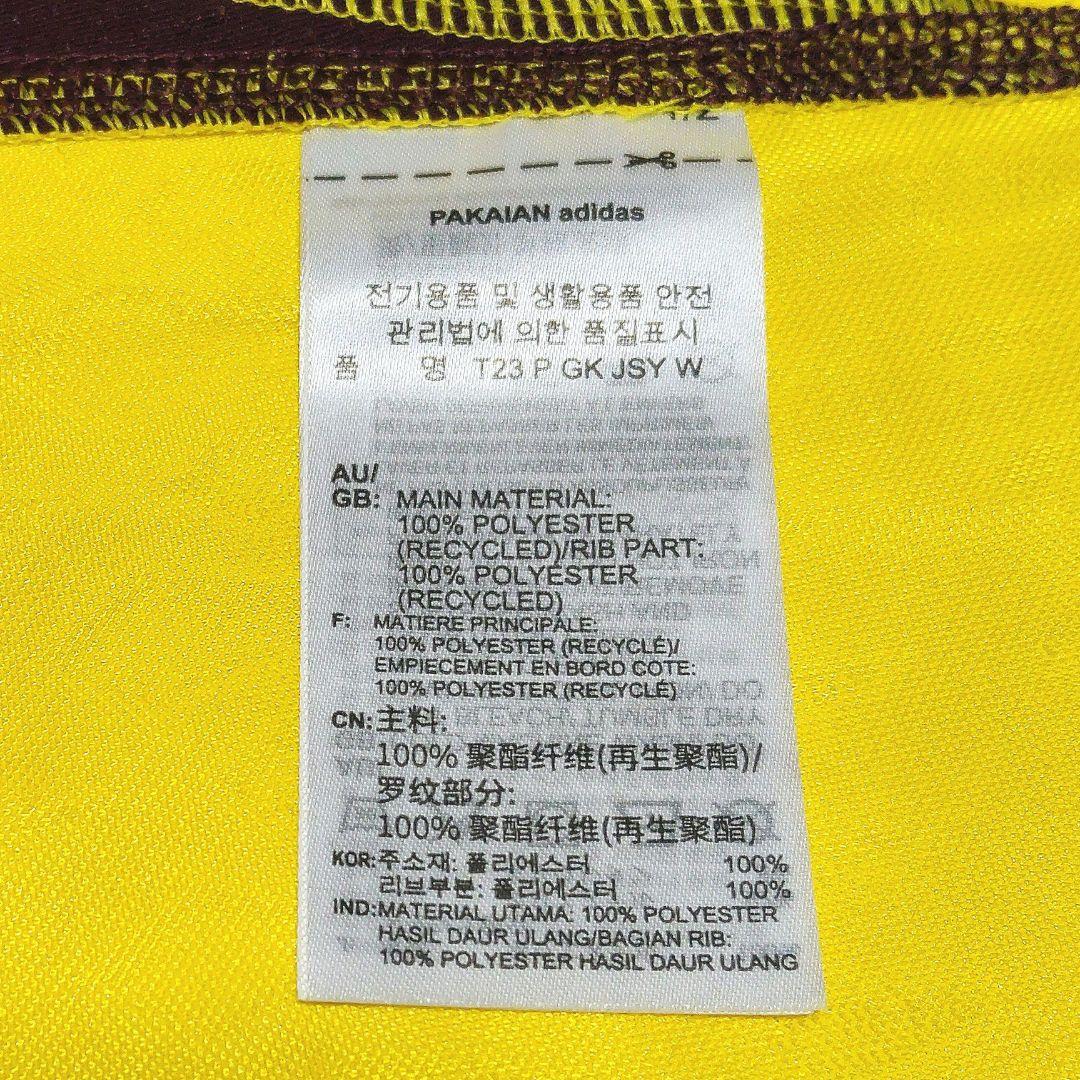 1/2
PAKAIAN adidas
전기용품 및 생활용품 안전
관리법에 의한 품질표시
품 명 T23 P GK JSY W
AU/
GB: MAIN MATERIAL:
100% POLYESTER
(RECYCLED)/RIB PART:
100% POLYESTER
(RECYCLED)
F: MATIERE PRINCIPALE:
100% POLYESTER (RECYCLÉ)/
EMPIECEMENT EN BORD COTE:
100% POLYESTER (RECYCLÉ)
CN: 主料:
100% 聚酯纤维(再生聚酯)/
罗纹部分:
100% 聚酯纤维(再生聚酯)
KOR: 주소재: 폴리에스터 100%
리브부분: 폴리에스터 100%
IND: MATERIAL UTAMA: 100% POLYESTER
HASIL DAUR ULANG/BAGIAN RIB:
100% POLYESTER HASIL DAUR ULANG